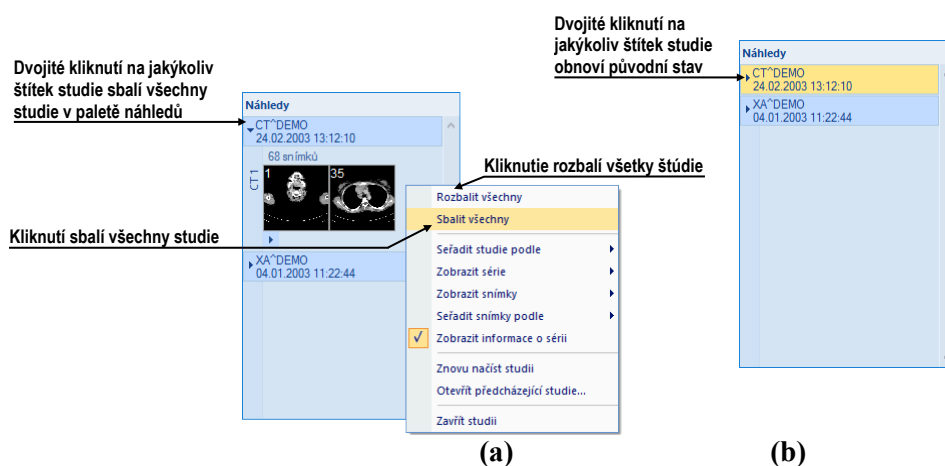 Dvojité kliknutí na jakýkoliv
štítek studie sbalí všechny
studie v paletě náhledů
Náhledy
CT^DEMO
24.02.2003 13:12:10
68 snímků
CT 1
1
35
Kliknutí sbalí všechny studie
XA^DEMO
04.01.2003 11:22:44
Kliknutie rozbalí všetky štúdie
Rozbalit všechny
Sbalit všechny
Seřadit studie podle
Zobrazit série
Zobrazit snímky
Seřadit snímky podle
Zobrazit informace o sérii
Znovu načíst studii
Otevřít předcházející studie...
Zavřít studii
(a)
Dvojité kliknutí na
jakýkoliv štítek studie
obnoví původní stav
Náhledy
CT^DEMO
24.02.2003 13:12:10
XA^DEMO
04.01.2003 11:22:44
(b)